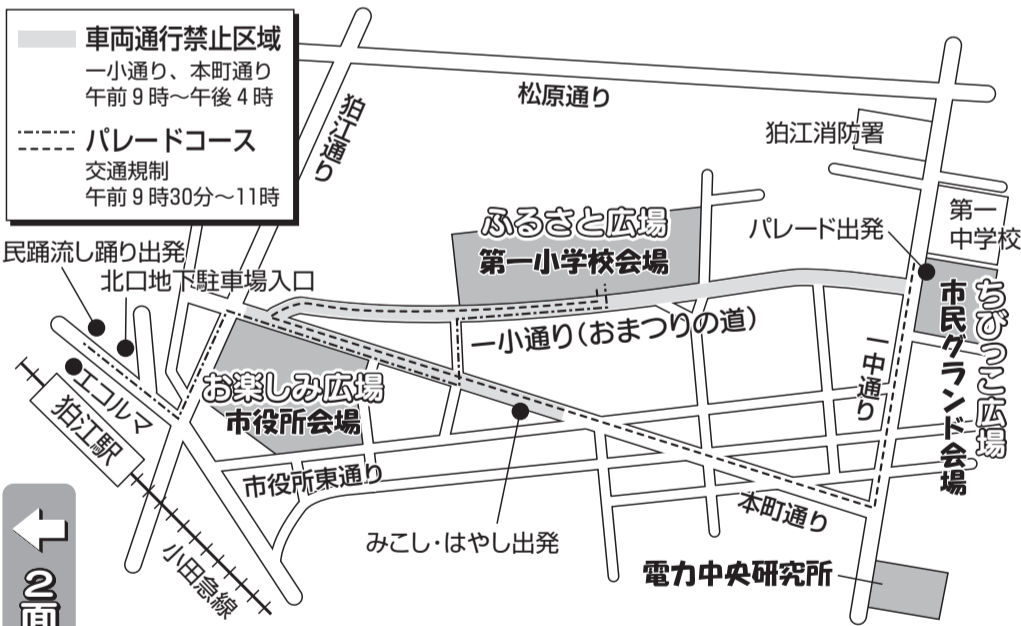 車両通行禁止区域
一小通り、本町通り
午前9時～午後4時
パレードコース
交通規制
午前9時30分～11時
狛江通り
松原通り
狛江消防署
第一
中学校
パレード出発
ふるさと広場
第一小学校会場
民踊流し踊り出発
北口地下駐車場入口
一小通り(おまつりの道)
ちびっこ広場
市民グランド会場
一中通り
お楽しみ広場
市役所会場
エコルマ
狛江駅
市役所東通り
本町通り
みこし・はやし出発
小田急線
電力中央研究所
2面